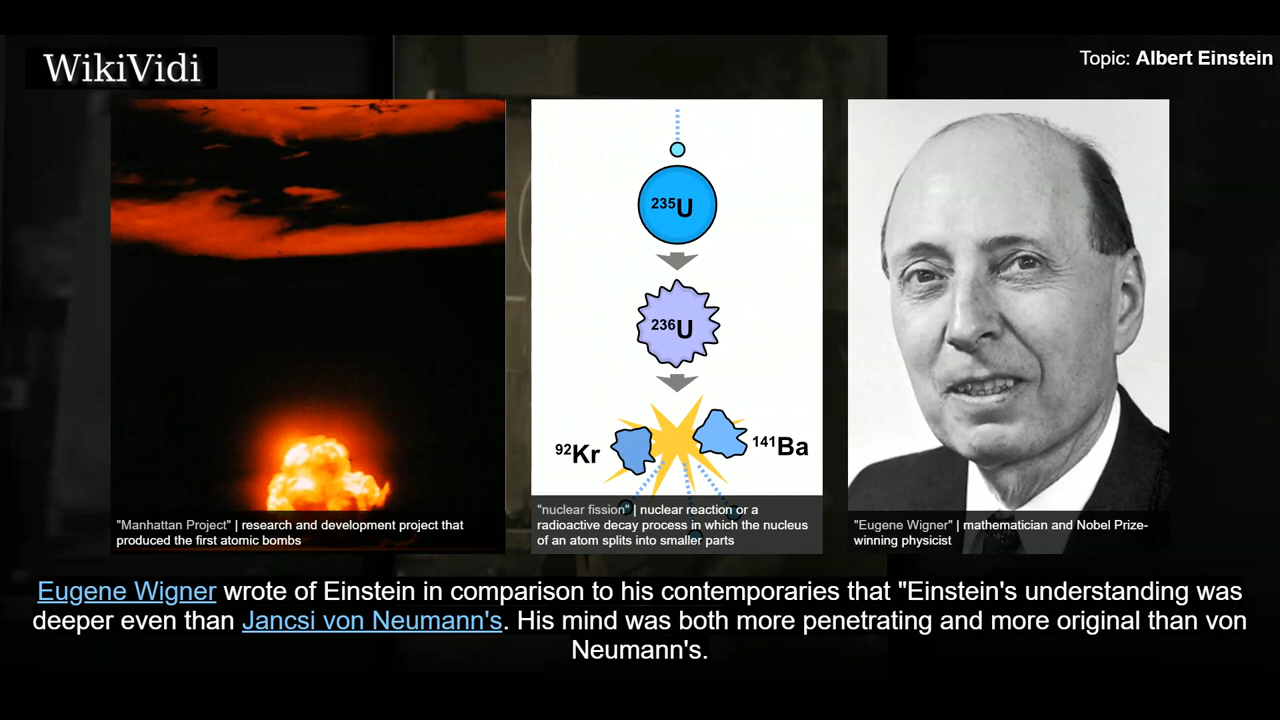 WikiVidi
Topic: Albert Einstein
235U
236U
92Kr
141Ba
"Manhattan Project" | research and development project that
produced the first atomic bombs
"nuclear fission" | nuclear reaction or a
radioactive decay process in which the nucleus
of an atom splits into smaller parts
"Eugene Wigner" | mathematician and Nobel Prize-
winning physicist
Eugene Wigner wrote of Einstein in comparison to his contemporaries that "Einstein's understanding was
deeper even than Jancsi von Neumann's. His mind was both more penetrating and more original than von
Neumann's.